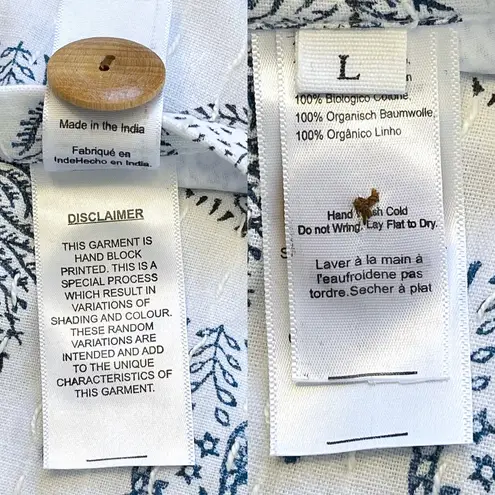 Made in the India
Fabriqué en
IndeHecho en India.
DISCLAIMER
THIS GARMENT IS
HAND BLOCK
PRINTED. THIS IS A
SPECIAL PROCESS
WHICH RESULT IN
VARIATIONS OF
SHADING AND COLOUR.
THESE RANDOM
VARIATIONS ARE
INTENDED AND ADD
TO THE UNIQUE
CHARACTERISTICS OF
THIS GARMENT.
L
100% Biologico Cotone,
100% Organisch Baumwolle,
100% Orgânico Linho
Hand Cold
Do not Wring. Lay Flat to Dry.
Laver à la main à
l'eaufroidene pas
tordre.Secher à plat